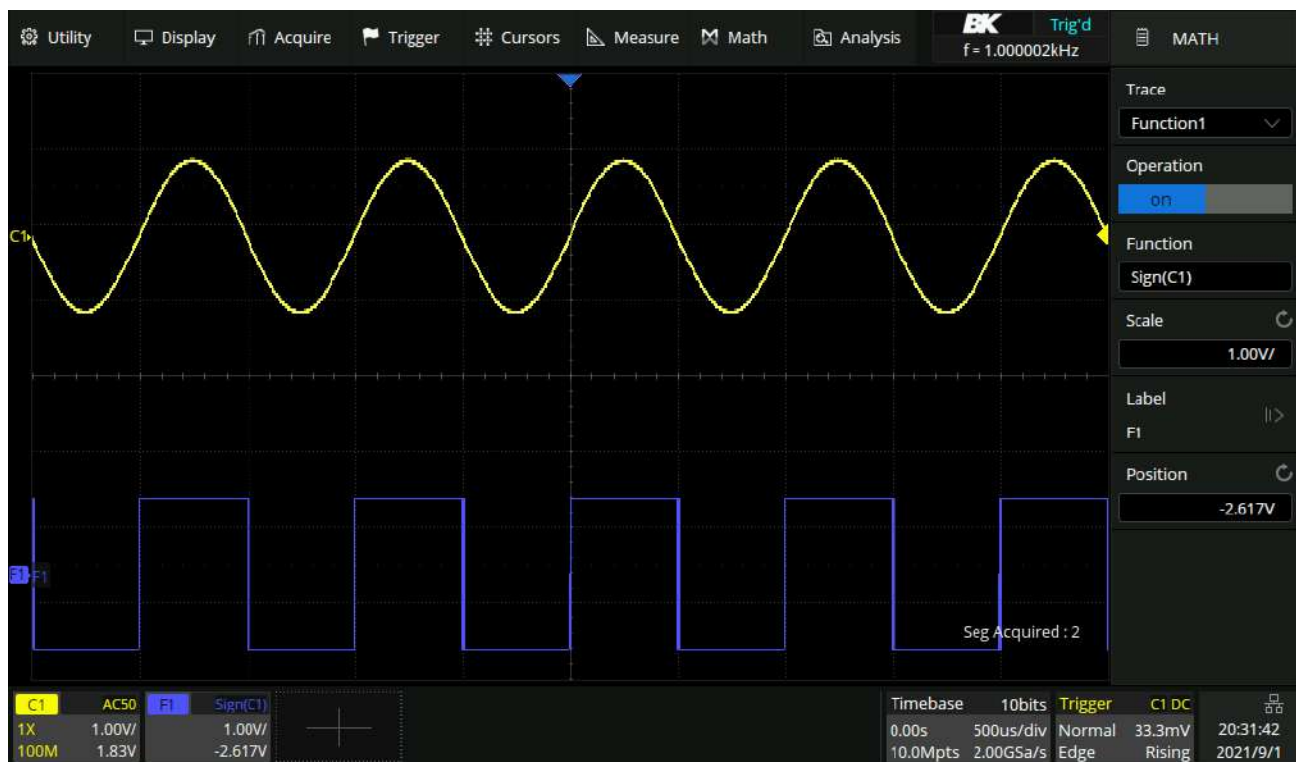 Utility Display Acquire Trigger Cursors Measure Math Analysis BK Trig'd MATH
f = 1.000002kHz
Trace
Function1
Operation
on
C1
Function
Sign(C1)
Scale
1.00V/
Label
F1
Position
-2.617V
F1 F1
Seg Acquired : 2
C1 AC50 F1 Sign(C1) Timebase 10bits Trigger C1 DC
1X 1.00V/ 1.00V/ 0.00s 500us/div Normal 33.3mV 20:31:42
100M 1.83V -2.617V 10.0Mpts 2.00GSa/s Edge Rising 2021/9/1